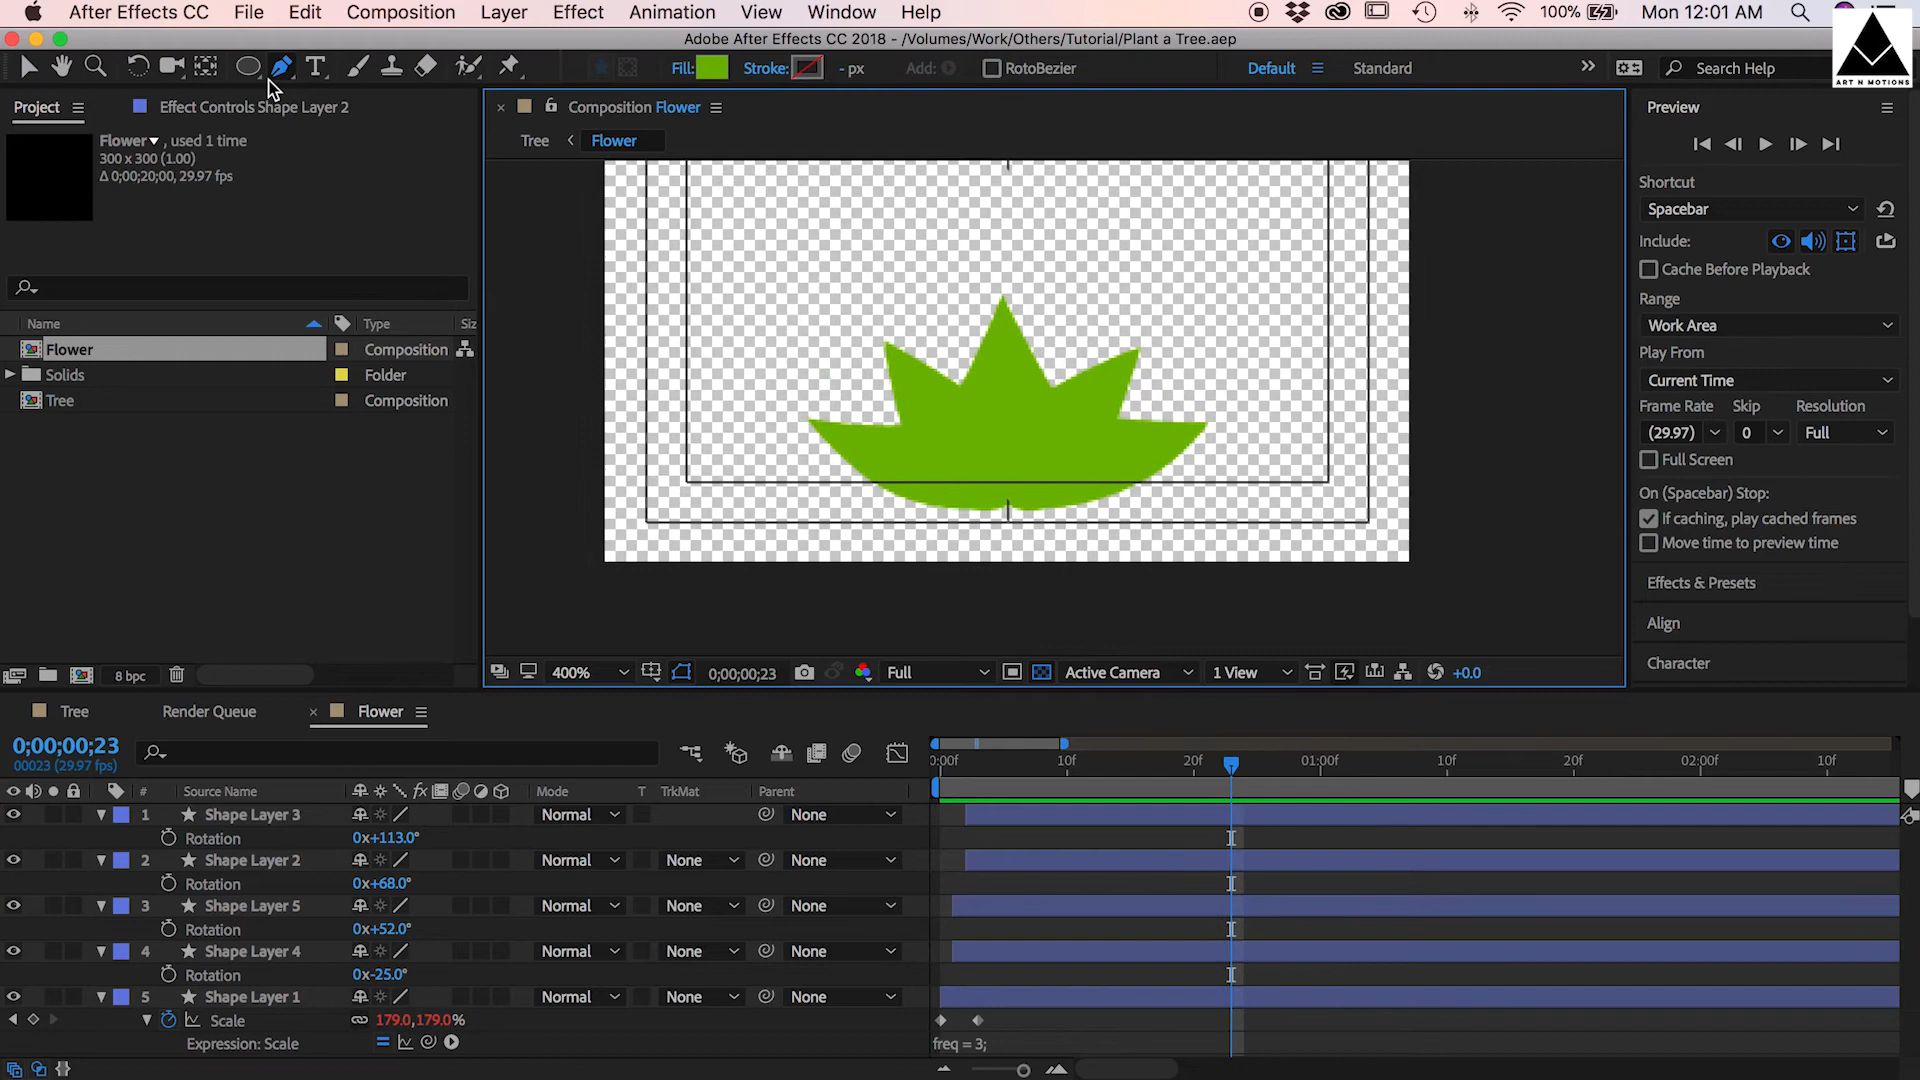 After Effects CC File Edit Composition Layer Effect Animation View Window Help 100% Mon 12:01 AM
Adobe After Effects CC 2018 - /Volumes/Work/Others/Tutorial/Plant a Tree.aep
ART N MOTIONS
T Fill: Stroke: - px Add: RotoBezier Default Standard Search Help
Project Effect Controls Shape Layer 2
Composition Flower
Preview
Flower, used 1 time
300 x 300 (1.00)
Δ 0;00;20;00, 29.97 fps
Tree Flower
Shortcut
Spacebar
Include:
Cache Before Playback
Range
Work Area
Play From
Current Time
Frame Rate Skip Resolution
(29.97) 0 Full
Full Screen
On (Spacebar) Stop:
If caching, play cached frames
Move time to preview time
Effects & Presets
Align
Character
Name Type Siz
Flower Composition
Solids Folder
Tree Composition
8 bpc
400% 0;00;00;23 Full Active Camera 1 View +0.0
Tree Render Queue Flower
0;00;00;23
00023 (29.97 fps)
0:00f 10f 20f 01:00f 10f 20f 02:00f 10f
# Source Name fx Mode T TrkMat Parent
1 Shape Layer 3 Normal None
Rotation 0x+113.0°
2 Shape Layer 2 Normal None None
Rotation 0x+68.0°
3 Shape Layer 5 Normal None None
Rotation 0x+52.0°
4 Shape Layer 4 Normal None None
Rotation 0x-25.0°
5 Shape Layer 1 Normal None None
Scale 179.0,179.0%
Expression: Scale freq = 3;